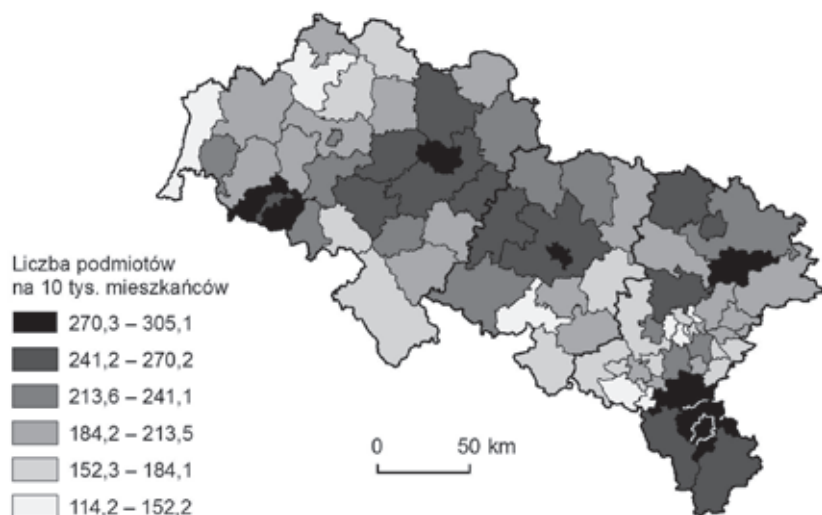 Liczba podmiotów
na 10 tys. mieszkańców
270,3 – 305,1
241,2 – 270,2
213,6 – 241,1
184,2 – 213,5
152,3 – 184,1
114,2 – 152,2
0 50 km